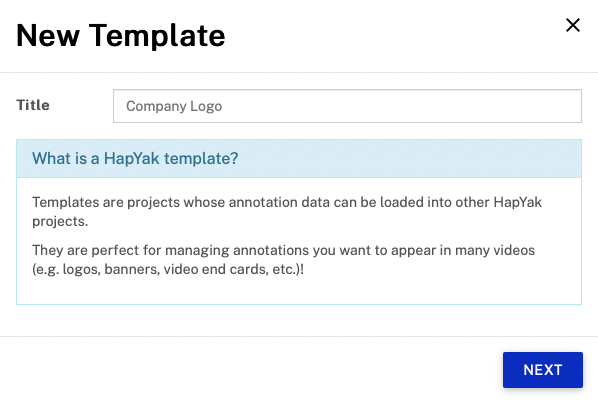 New Template
Title
Company Logo
What is a HapYak template?
Templates are projects whose annotation data can be loaded into other HapYak
projects.
They are perfect for managing annotations you want to appear in many videos
(e.g. logos, banners, video end cards, etc.)!
NEXT